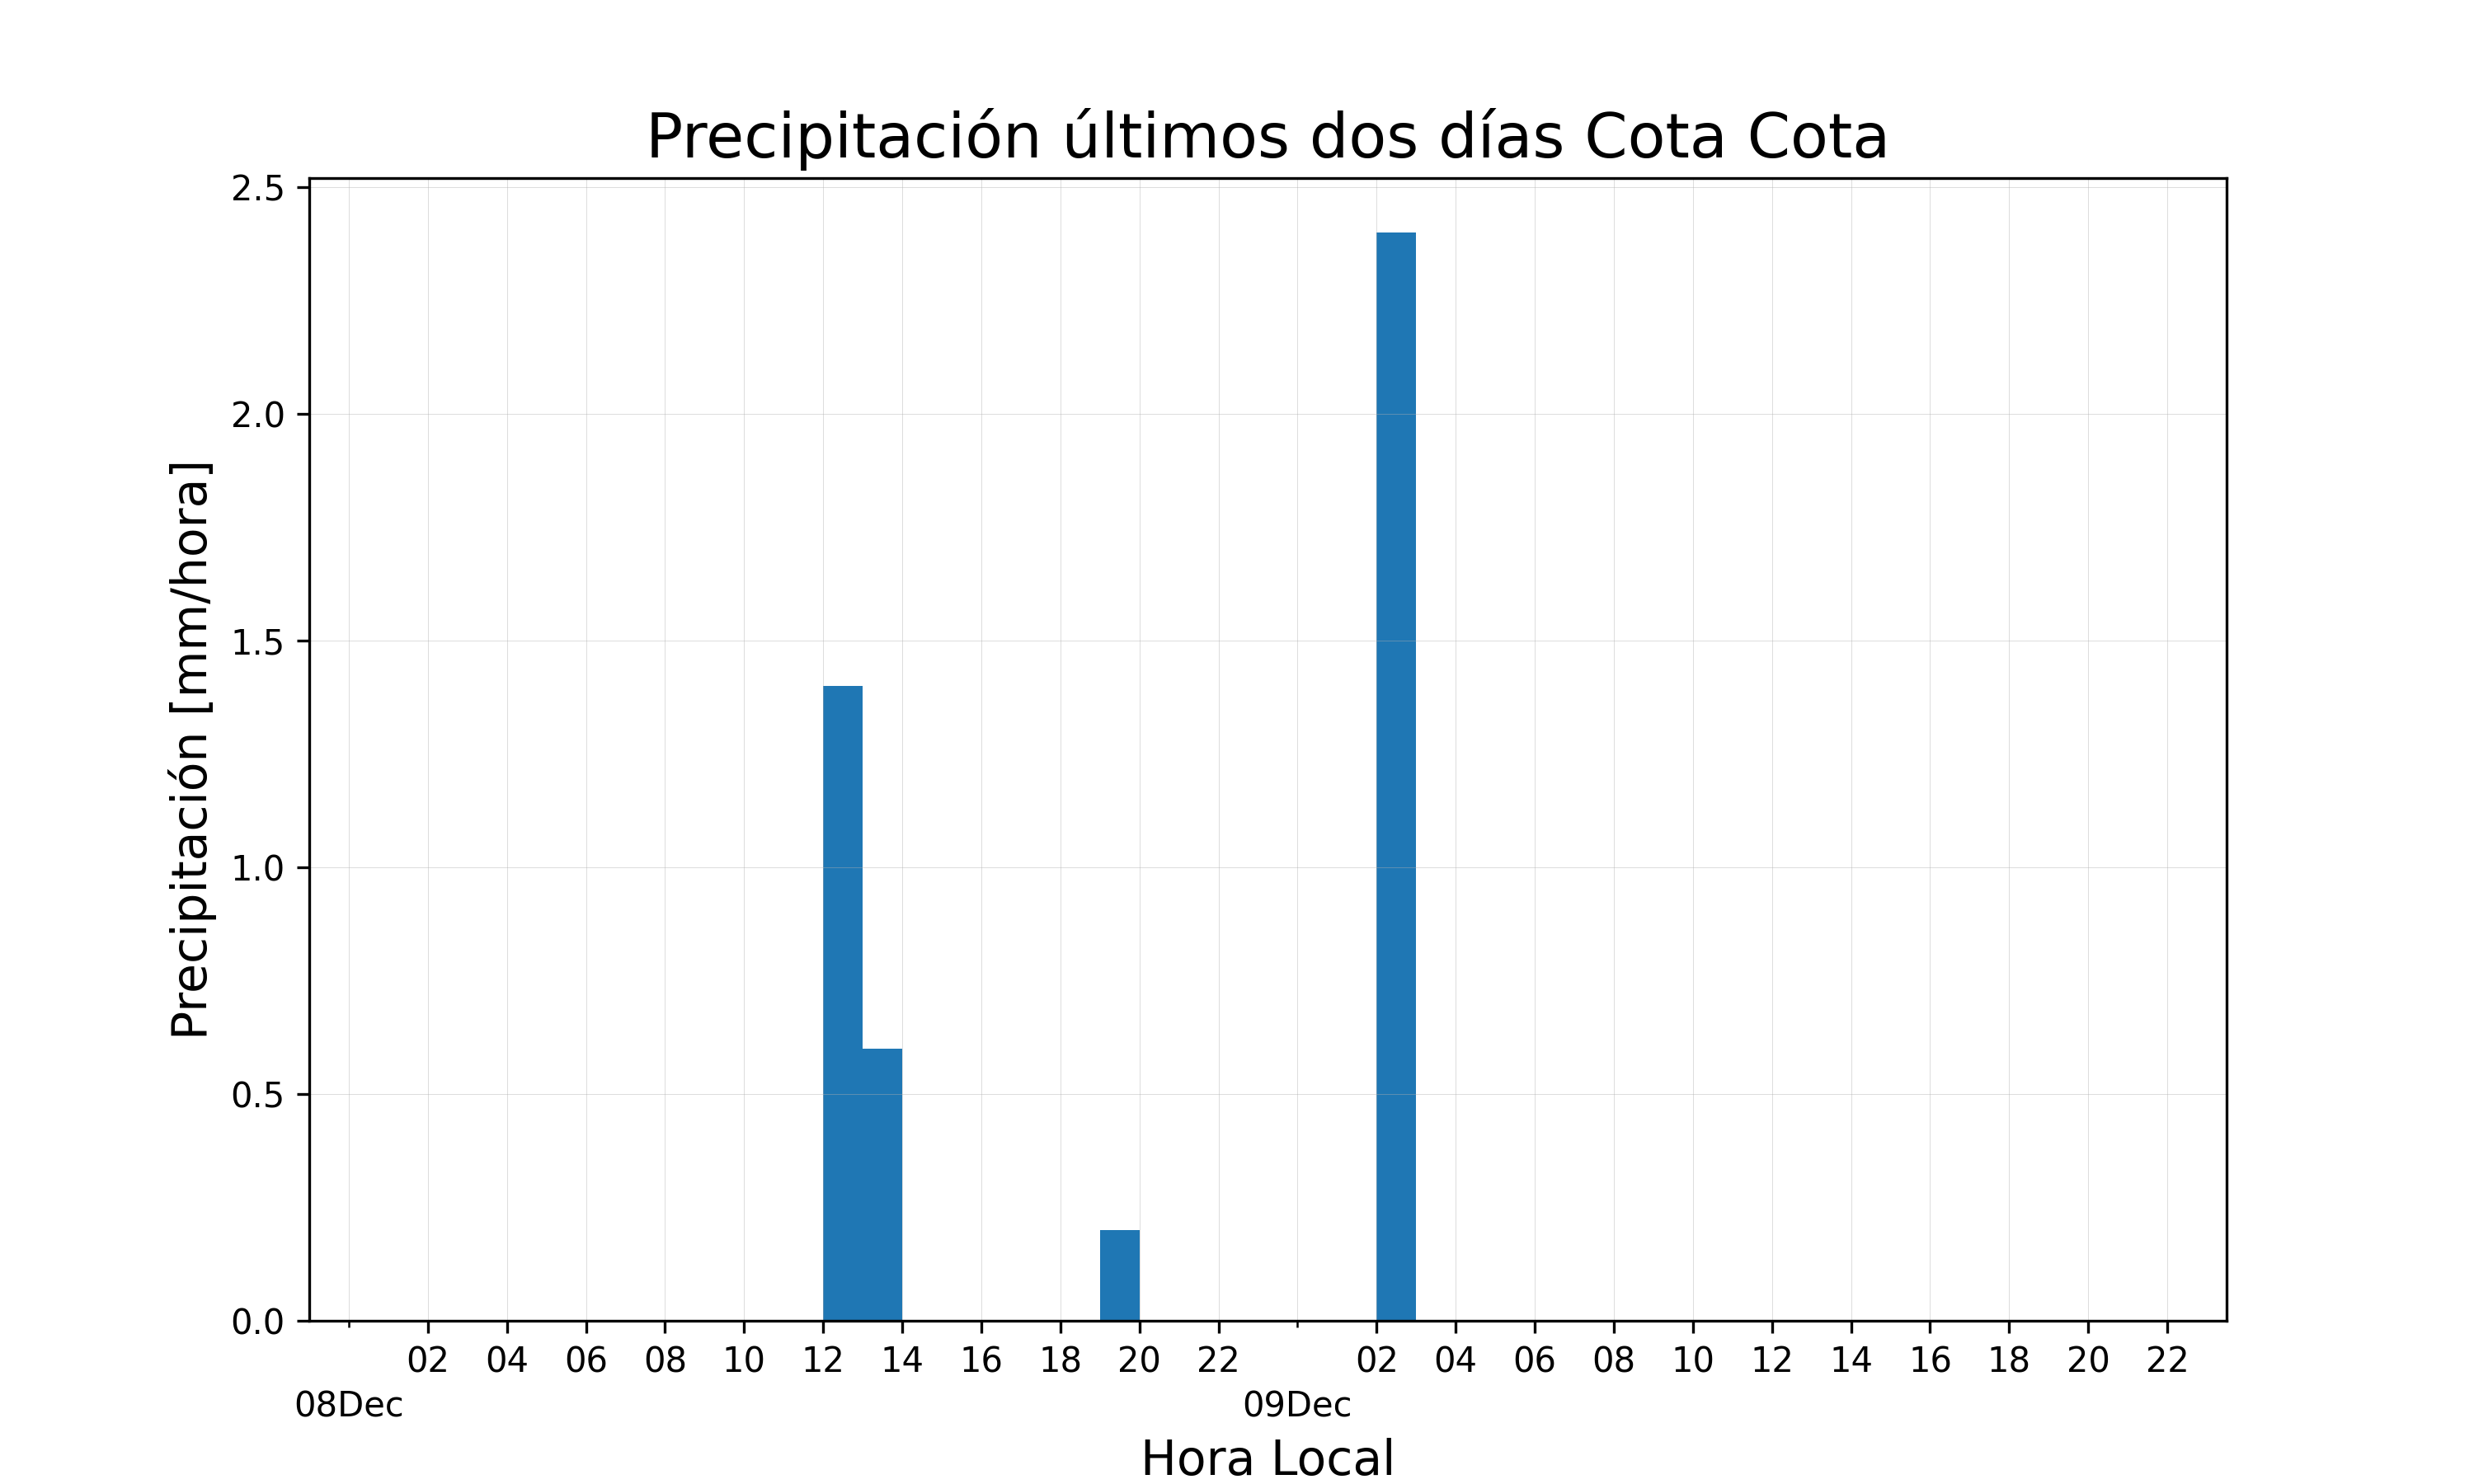 Precipitación últimos dos días Cota Cota
Precipitación [mm/hora]
2.5
2.0
1.5
1.0
0.5
0.0
02 04 06 08 10 12 14 16 18 20 22 02 04 06 08 10 12 14 16 18 20 22
08Dec 09Dec
Hora Local